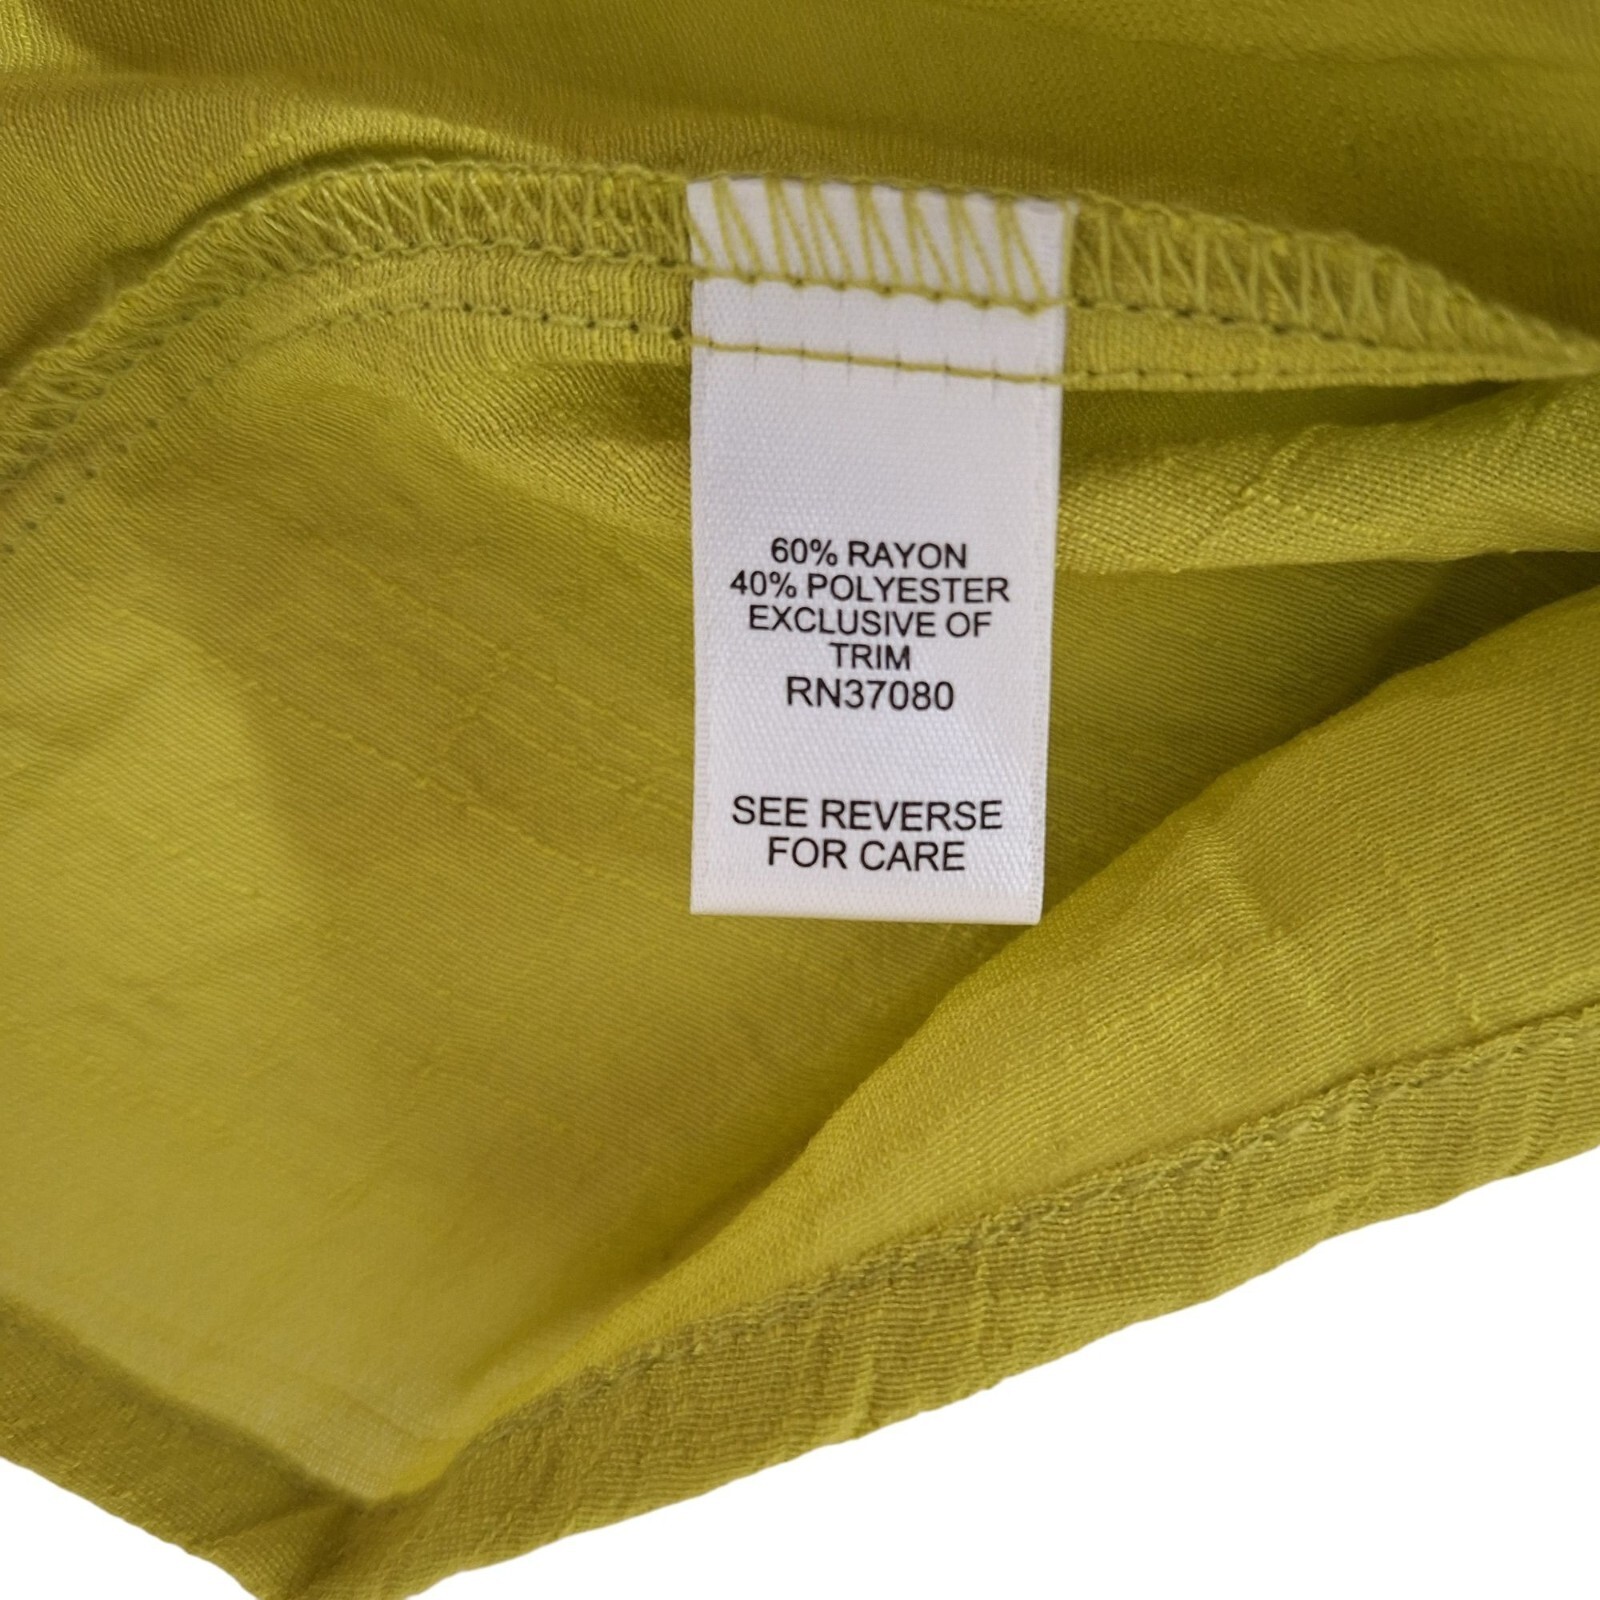 60% RAYON
40% POLYESTER
EXCLUSIVE OF
TRIM
RN37080
SEE REVERSE
FOR CARE